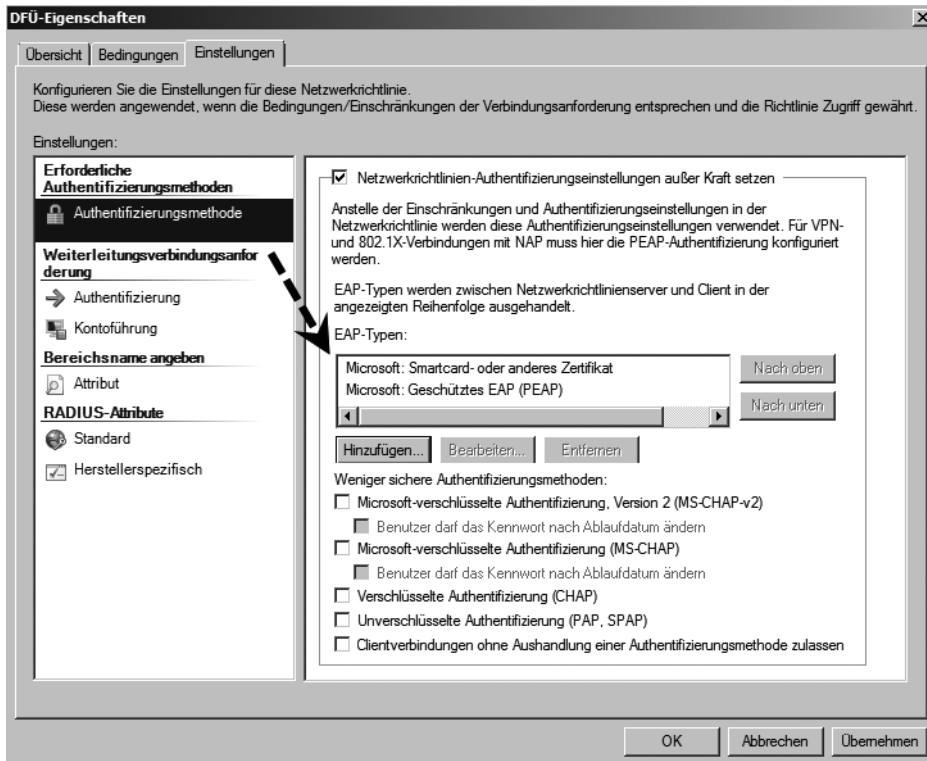 DFÜ-Eigenschaften
Übersicht
Bedingungen
Einstellungen
Konfigurieren Sie die Einstellungen für diese Netzwerkrichtlinie.
Diese werden angewendet, wenn die Bedingungen/Einschränkungen der Verbindungsanforderung entsprechen und die Richtlinie Zugriff gewährt.
Einstellungen:
Erforderliche
Authentifizierungsmethoden
Authentifizierungsmethode
Weiterleitungsverbindungsanfor
derung
Authentifizierung
Kontoführung
Bereichsname angeben
Attribut
RADIUS-Attribute
Standard
Herstellerspezifisch
Netzwerkrichtlinien-Authentifizierungseinstellungen außer Kraft setzen
Anstelle der Einschränkungen und Authentifizierungseinstellungen in der
Netzwerkrichtlinie werden diese Authentifizierungseinstellungen verwendet. Für VPN-
und 802.1X-Verbindungen mit NAP muss hier die PEAP-Authentifizierung konfiguriert
werden.
EAP-Typen werden zwischen Netzwerkrichtlinienserver und Client in der
angezeigten Reihenfolge ausgehandelt.
EAP-Typen:
Microsoft: Smartcard- oder anderes Zertifikat
Microsoft: Geschütztes EAP (PEAP)
Nach oben
Nach unten
Hinzufügen...
Bearbeiten...
Entfernen
Weniger sichere Authentifizierungsmethoden:
Microsoft-verschlüsselte Authentifizierung, Version 2 (MS-CHAP-v2)
Benutzer darf das Kennwort nach Ablaufdatum ändern
Microsoft-verschlüsselte Authentifizierung (MS-CHAP)
Benutzer darf das Kennwort nach Ablaufdatum ändern
Verschlüsselte Authentifizierung (CHAP)
Unverschlüsselte Authentifizierung (PAP, SPAP)
Clientverbindungen ohne Aushandlung einer Authentifizierungsmethode zulassen
OK
Abbrechen
Übernehmen